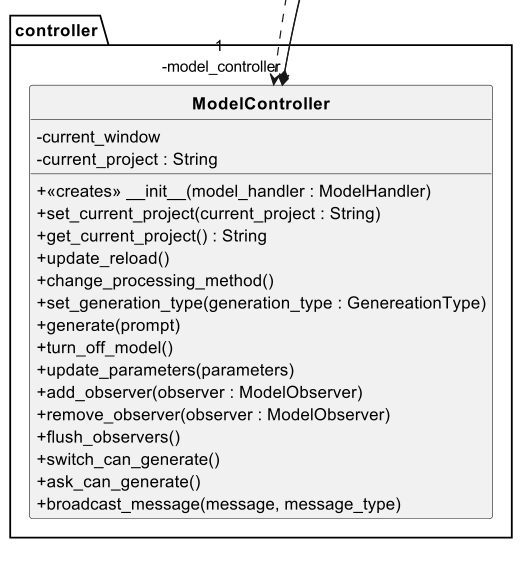 controller
1
-model_controller
ModelController
-current_window
-current_project : String
+«creates» __init__(model_handler : ModelHandler)
+set_current_project(current_project : String)
+get_current_project() : String
+update_reload()
+change_processing_method()
+set_generation_type(generation_type : GenereationType)
+generate(prompt)
+turn_off_model()
+update_parameters(parameters)
+add_observer(observer : ModelObserver)
+remove_observer(observer : ModelObserver)
+flush_observers()
+switch_can_generate()
+ask_can_generate()
+broadcast_message(message, message_type)